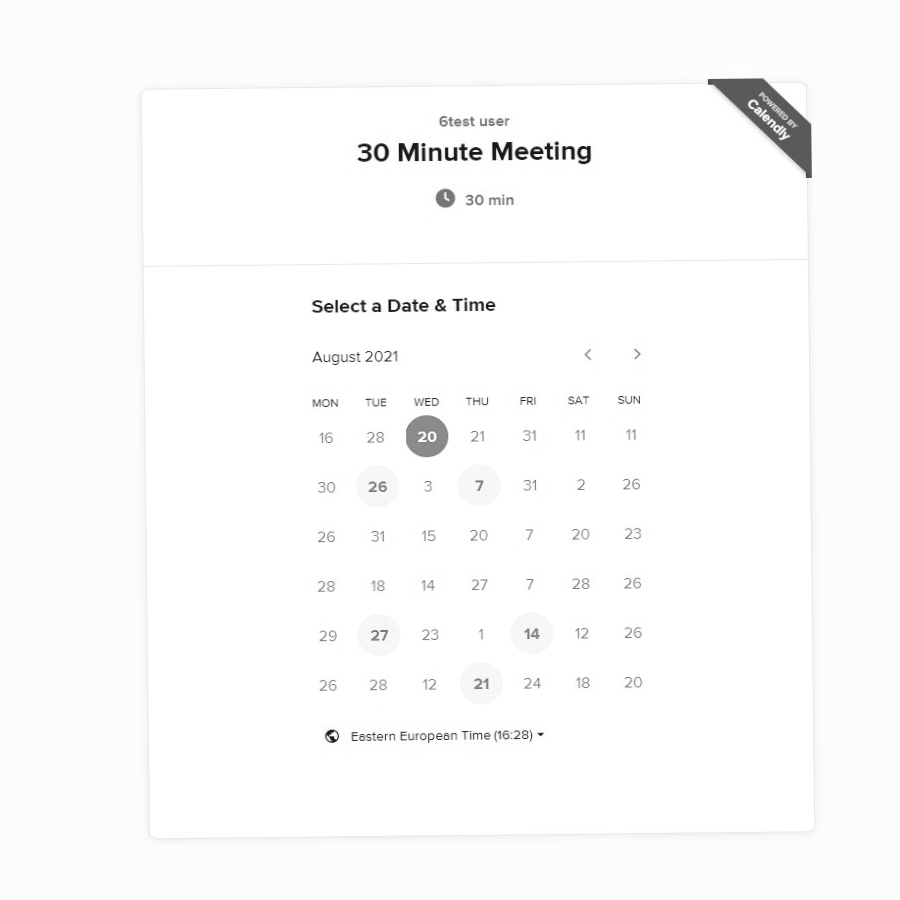 POWERED BY
Calendly
6test user
30 Minute Meeting
30 min
Select a Date & Time
August 2021
MON TUE WED THU FRI SAT SUN
16 28 20 21 31 11 11
30 26 3 7 31 2 26
26 31 15 20 7 20 23
28 18 14 27 7 28 26
29 27 23 1 14 12 26
26 28 12 21 24 18 20
Eastern European Time (16:28)